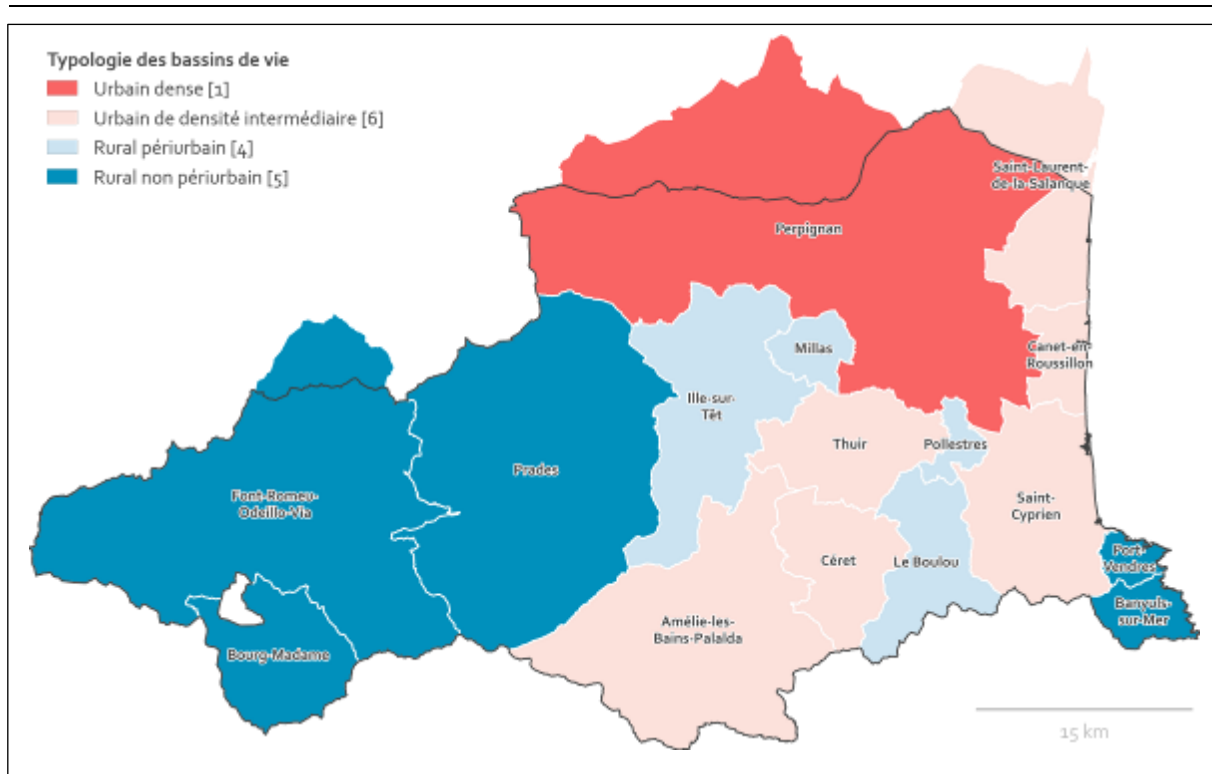 Typologie des bassins de vie
Urbain dense [1]
Urbain de densité intermédiaire [6]
Rural périurbain [4]
Rural non périurbain [5]
Saint-Laurent-
de-la Salanque
Perpignan
Canet-en-
Roussillon
Millas
Ille-sur-
Têt
Thuir
Pollestres
Prades
Font-Romeu-
Odeillo-Via
Saint-
Cyprien
Port-
Vendres
Céret
Le Boulou
Banyuls-
sur-Mer
Amélie-les-
Bains-Palalda
Bourg-Madame
15 km